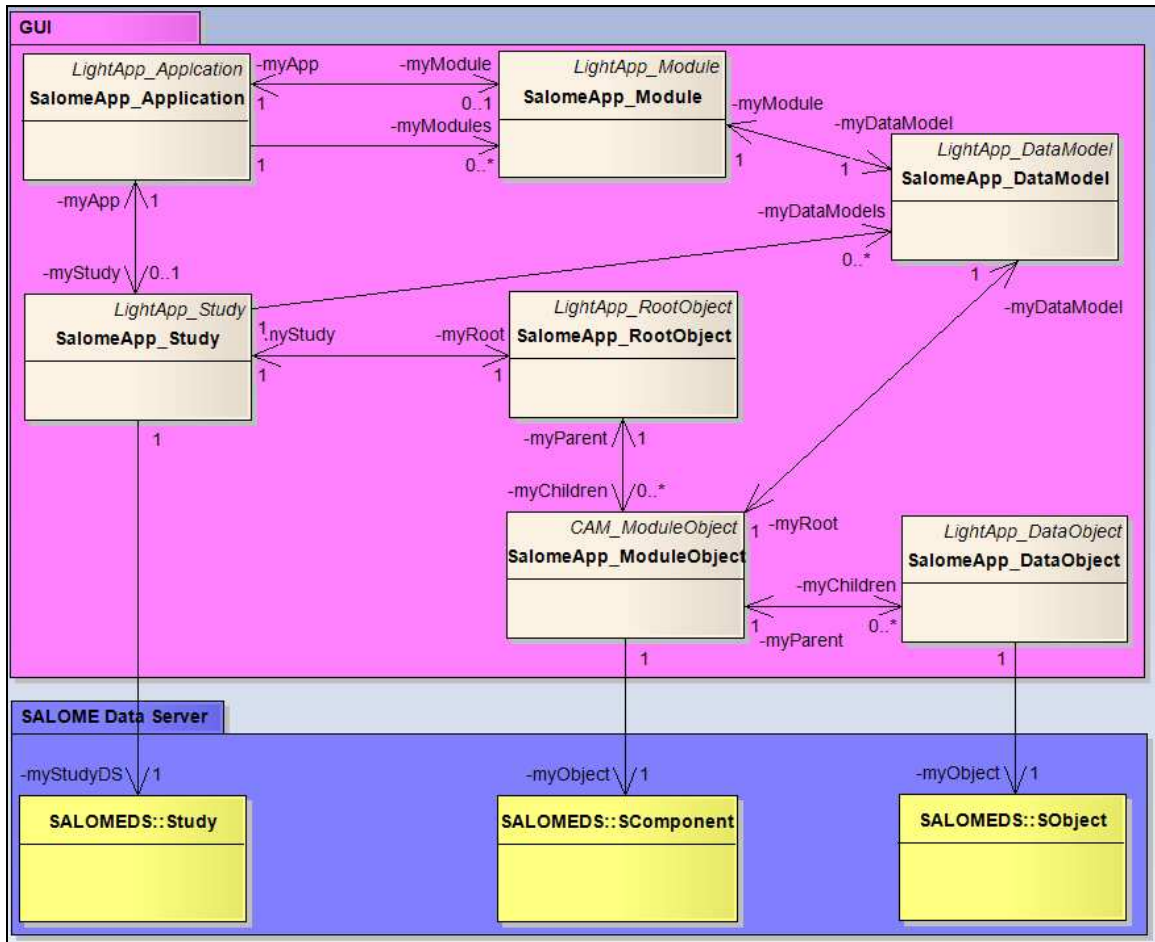 GUI
LightApp_Appication
SalomeApp_Application
-myApp
1
-myModule
0..1
LightApp_Module
SalomeApp_Module
1
-myModules
0..*
-myModule
1
-myDataModel
1
LightApp_DataModel
SalomeApp_DataModel
-myApp
1
-myStudy
0..1
-myDataModels
0..*
1
-myDataModel
LightApp_Study
SalomeApp_Study
1
.nyStudy
1
-myRoot
1
LightApp_RootObject
SalomeApp_RootObject
1
-myParent
1
-myChildren
0..*
CAM_ModuleObject
SalomeApp_ModuleObject
1
-myRoot
LightApp_DataObject
SalomeApp_DataObject
-myChildren
0..*
1
-myParent
1
1
SALOME Data Server
-myStudyDS
1
-myObject
1
-myObject
1
SALOMEDS::Study
SALOMEDS::SComponent
SALOMEDS::SObject